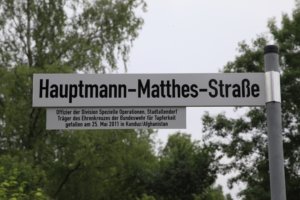 Hauptmann-Matthes-Straße
Offizier der Division Spezielle Operationen, Stadtallendorf
Träger des Ehrenkreuzes der Bundeswehr für Tapferkeit
gefallen am 25. Mai 2011 in Kunduz/Afghanistan